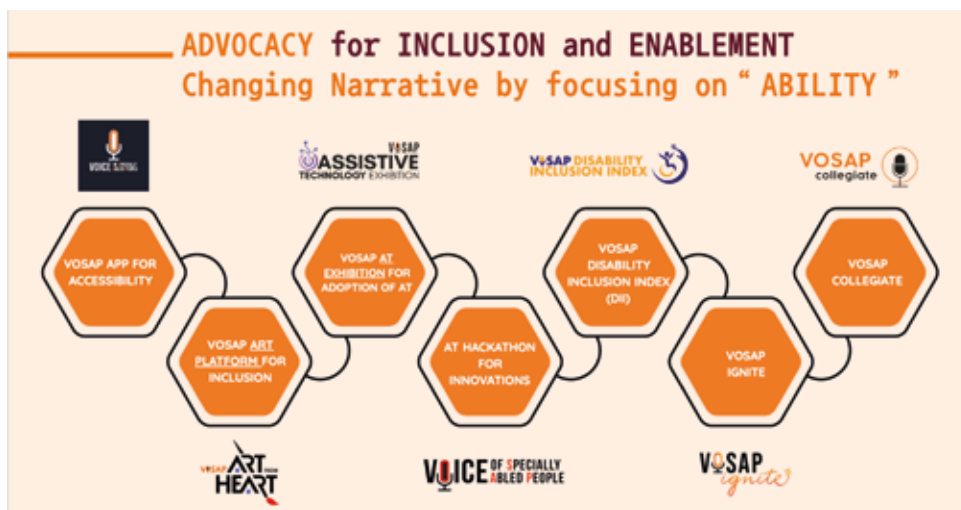 ADVOCACY for INCLUSION and ENABLEMENT
Changing Narrative by focusing on “ ABILITY ”
VOICE
VOSAP
ASSISTIVE
TECHNOLOGY EXHIBITION
VOSAP DISABILITY
INCLUSION INDEX
VOSAP
collegiate
VOSAP APP FOR
ACCESSIBILITY
VOSAP ART
PLATFORM FOR
INCLUSION
VOSAP AT
EXHIBITION FOR
ADOPTION OF AT
AT HACKATHON
FOR
INNOVATIONS
VOSAP
DISABILITY
INCLUSION INDEX
(DII)
VOSAP
IGNITE
VOSAP
COLLEGIATE
VOSAP ART FROM
HEART
VOICE OF SPECIALLY
ABLED PEOPLE
VOSAP
ignite